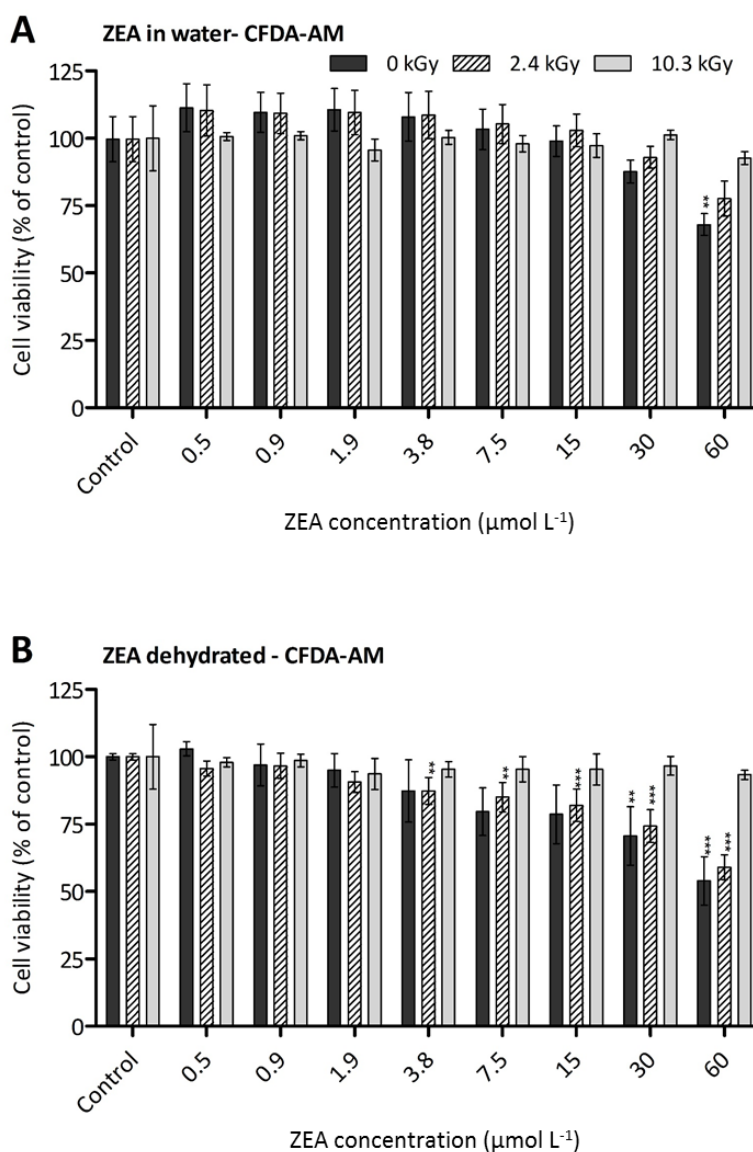 A
ZEA in water- CFDA-AM
0 kGy 2.4 kGy 10.3 kGy
Cell viability (% of control)
125
100
75
50
25
0
**
Control 0.5 0.9 1.9 3.8 7.5 15 30 60
ZEA concentration (µmol L⁻¹)
B
ZEA dehydrated - CFDA-AM
Cell viability (% of control)
125
100
75
50
25
0
** ** *** ** *** *** ***
Control 0.5 0.9 1.9 3.8 7.5 15 30 60
ZEA concentration (µmol L⁻¹)